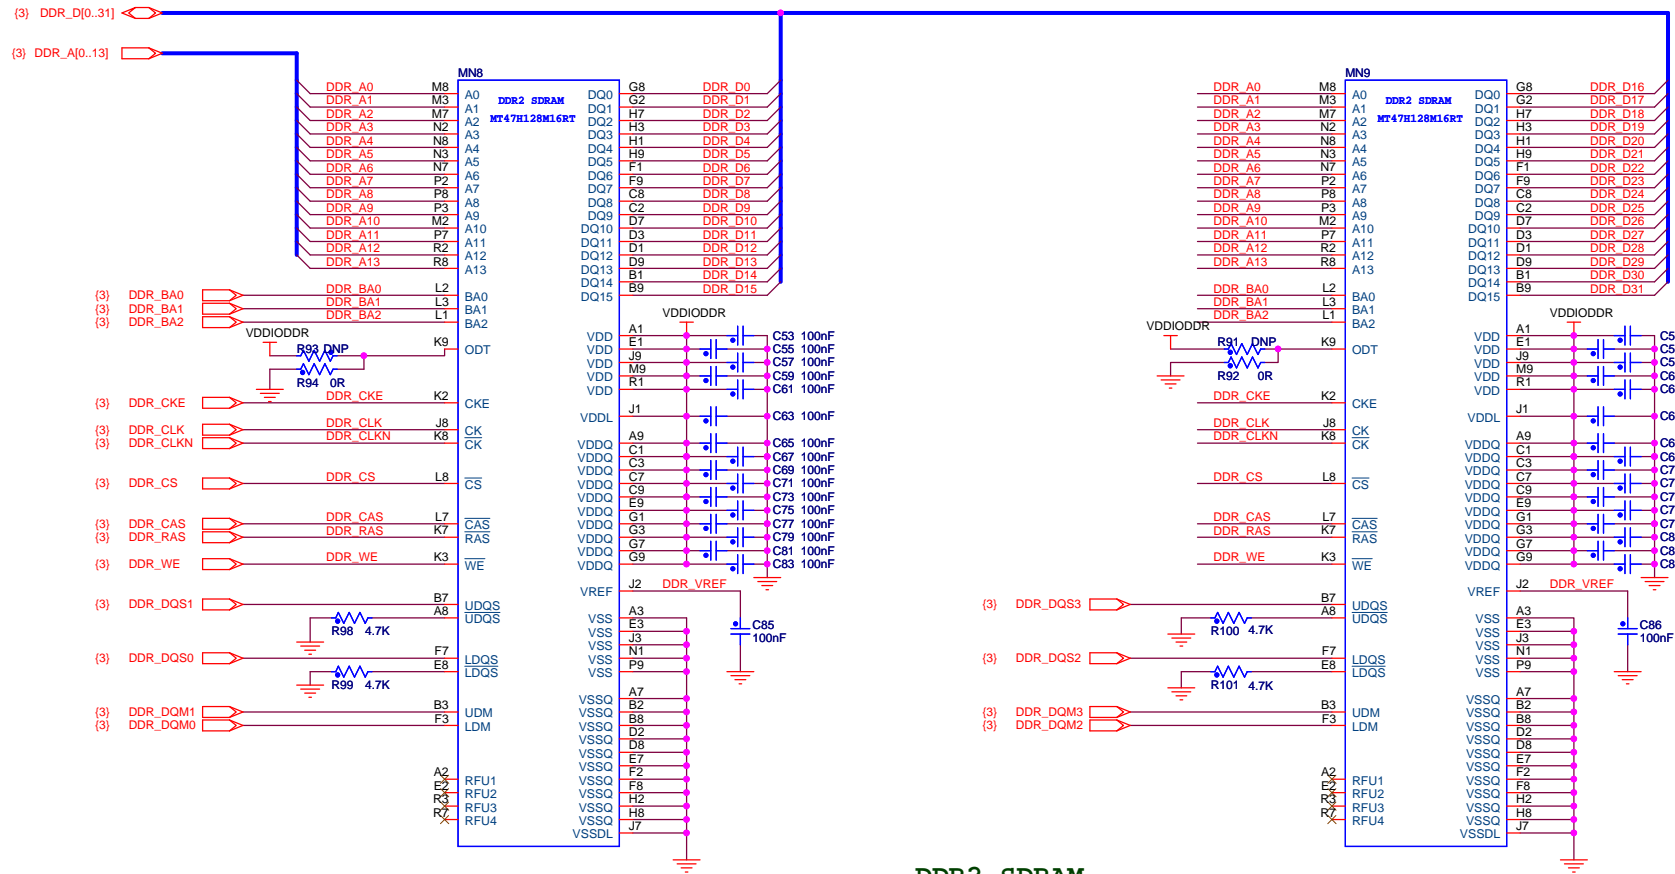 {3} DDR_D[0..31]
{3} DDR_A[0..13]
MN8
DDR2 SDRAM
MT47H128M16RT
DDR_A0 M8 A0
DDR_A1 M3 A1
DDR_A2 M7 A2
DDR_A3 N2 A3
DDR_A4 N8 A4
DDR_A5 N3 A5
DDR_A6 N7 A6
DDR_A7 P2 A7
DDR_A8 P8 A8
DDR_A9 P3 A9
DDR_A10 M2 A10
DDR_A11 P7 A11
DDR_A12 R2 A12
DDR_A13 R8 A13
{3} DDR_BA0 DDR_BA0 L2 BA0
{3} DDR_BA1 DDR_BA1 L3 BA1
{3} DDR_BA2 DDR_BA2 L1 BA2
VDDIODDR
R93 DNP K9 ODT
R94 0R
{3} DDR_CKE DDR_CKE K2 CKE
{3} DDR_CLK DDR_CLK J8 CK
{3} DDR_CLKN DDR_CLKN K8 CK
{3} DDR_CS DDR_CS L8 CS
{3} DDR_CAS DDR_CAS L7 CAS
{3} DDR_RAS DDR_RAS K7 RAS
{3} DDR_WE DDR_WE K3 WE
{3} DDR_DQS1 B7 UDQS
A8 UDQS
R98 4.7K
{3} DDR_DQS0 F7 LDQS
E8 LDQS
R99 4.7K
{3} DDR_DQM1 B3 UDM
{3} DDR_DQM0 F3 LDM
A2 RFU1
E2 RFU2
R3 RFU3
R7 RFU4
DQ0 G8 DDR_D0
DQ1 G2 DDR_D1
DQ2 H7 DDR_D2
DQ3 H3 DDR_D3
DQ4 H1 DDR_D4
DQ5 H9 DDR_D5
DQ6 F1 DDR_D6
DQ7 F9 DDR_D7
DQ8 C8 DDR_D8
DQ9 C2 DDR_D9
DQ10 D7 DDR_D10
DQ11 D3 DDR_D11
DQ12 D1 DDR_D12
DQ13 D9 DDR_D13
DQ14 B1 DDR_D14
DQ15 B9 DDR_D15
VDDIODDR
VDD A1 C53 100nF
VDD E1 C55 100nF
VDD J9 C57 100nF
VDD M9 C59 100nF
VDD R1 C61 100nF
VDDL J1 C63 100nF
VDDQ A9 C65 100nF
VDDQ C1 C67 100nF
VDDQ C3 C69 100nF
VDDQ C7 C71 100nF
VDDQ C9 C73 100nF
VDDQ E9 C75 100nF
VDDQ G1 C77 100nF
VDDQ G3 C79 100nF
VDDQ G7 C81 100nF
VDDQ G9 C83 100nF
VREF J2 DDR_VREF
C85
100nF
VSS A3
VSS E3
VSS J3
VSS N1
VSS P9
VSSQ A7
VSSQ B2
VSSQ B8
VSSQ D2
VSSQ D8
VSSQ E7
VSSQ F2
VSSQ F8
VSSQ H2
VSSQ H8
VSSDL J7
MN9
DDR2 SDRAM
MT47H128M16RT
DDR_A0 M8 A0
DDR_A1 M3 A1
DDR_A2 M7 A2
DDR_A3 N2 A3
DDR_A4 N8 A4
DDR_A5 N3 A5
DDR_A6 N7 A6
DDR_A7 P2 A7
DDR_A8 P8 A8
DDR_A9 P3 A9
DDR_A10 M2 A10
DDR_A11 P7 A11
DDR_A12 R2 A12
DDR_A13 R8 A13
DDR_BA0 L2 BA0
DDR_BA1 L3 BA1
DDR_BA2 L1 BA2
VDDIODDR
R91 DNP K9 ODT
R92 0R
DDR_CKE K2 CKE
DDR_CLK J8 CK
DDR_CLKN K8 CK
DDR_CS L8 CS
DDR_CAS L7 CAS
DDR_RAS K7 RAS
DDR_WE K3 WE
{3} DDR_DQS3 B7 UDQS
A8 UDQS
R100 4.7K
{3} DDR_DQS2 F7 LDQS
E8 LDQS
R101 4.7K
{3} DDR_DQM3 B3 UDM
{3} DDR_DQM2 F3 LDM
A2 RFU1
E2 RFU2
R3 RFU3
R7 RFU4
DQ0 G8 DDR_D16
DQ1 G2 DDR_D17
DQ2 H7 DDR_D18
DQ3 H3 DDR_D19
DQ4 H1 DDR_D20
DQ5 H9 DDR_D21
DQ6 F1 DDR_D22
DQ7 F9 DDR_D23
DQ8 C8 DDR_D24
DQ9 C2 DDR_D25
DQ10 D7 DDR_D26
DQ11 D3 DDR_D27
DQ12 D1 DDR_D28
DQ13 D9 DDR_D29
DQ14 B1 DDR_D30
DQ15 B9 DDR_D31
VDDIODDR
VDD A1 C5
VDD E1 C5
VDD J9 C5
VDD M9 C6
VDD R1 C6
VDDL J1 C6
VDDQ A9 C6
VDDQ C1 C6
VDDQ C3 C7
VDDQ C7 C7
VDDQ C9 C7
VDDQ E9 C7
VDDQ G1 C7
VDDQ G3 C8
VDDQ G7 C8
VDDQ G9 C8
VREF J2 DDR_VREF
C86
100nF
VSS A3
VSS E3
VSS J3
VSS N1
VSS P9
VSSQ A7
VSSQ B2
VSSQ B8
VSSQ D2
VSSQ D8
VSSQ E7
VSSQ F2
VSSQ F8
VSSQ H2
VSSQ H8
VSSDL J7
DDR2 SDRAM